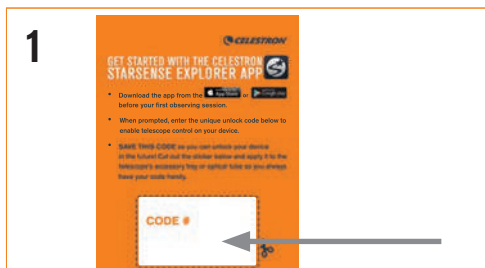 1
CELESTRON
GET STARTED WITH THE CELESTRON
STARSENSE EXPLORER APP
• Download the app from the App Store or Google play
before your first observing session.
• When prompted, enter the unique unlock code below to
enable telescope control on your device.
• SAVE THIS CODE so you can unlock your device
in the future! Cut out the sticker below and apply it to the
telescope's accessory tray or optical tube so you always
have your code handy.
CODE #